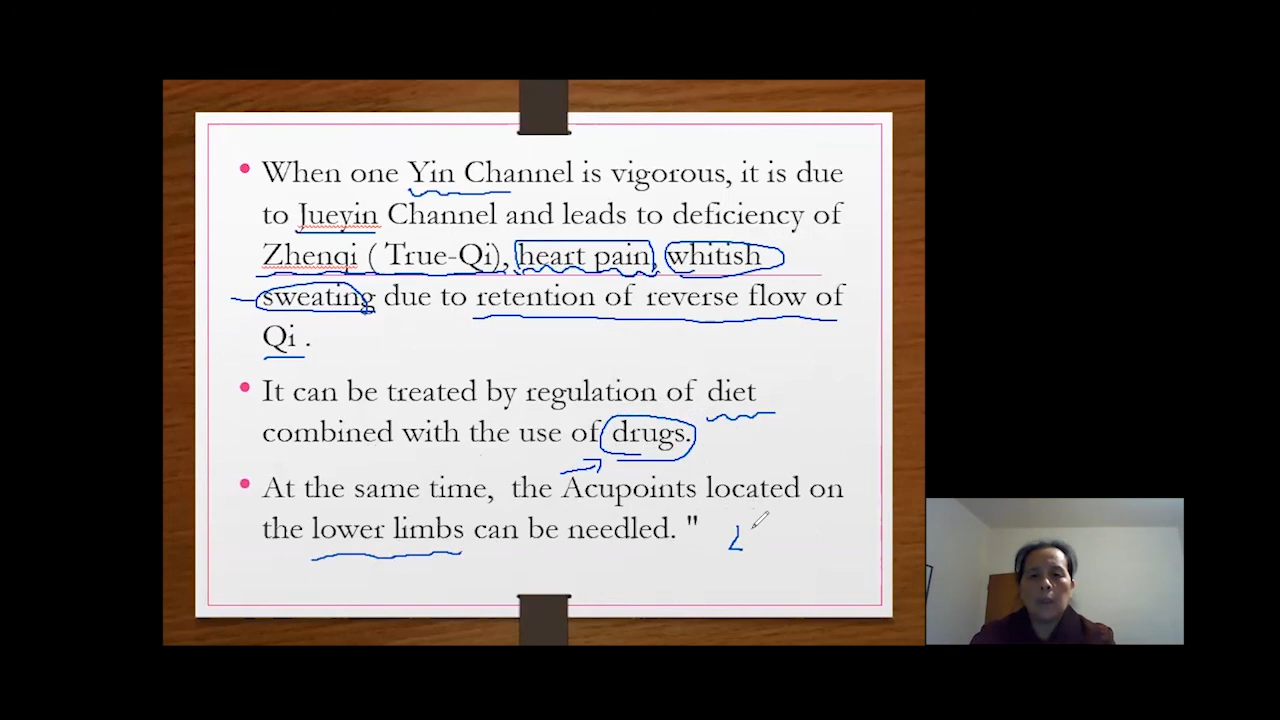 • When one Yin Channel is vigorous, it is due
to Jueyin Channel and leads to deficiency of
Zhenqi ( True-Qi), heart pain, whitish
sweating due to retention of reverse flow of
Qi .
• It can be treated by regulation of diet
combined with the use of drugs.
• At the same time, the Acupoints located on
the lower limbs can be needled. "
L